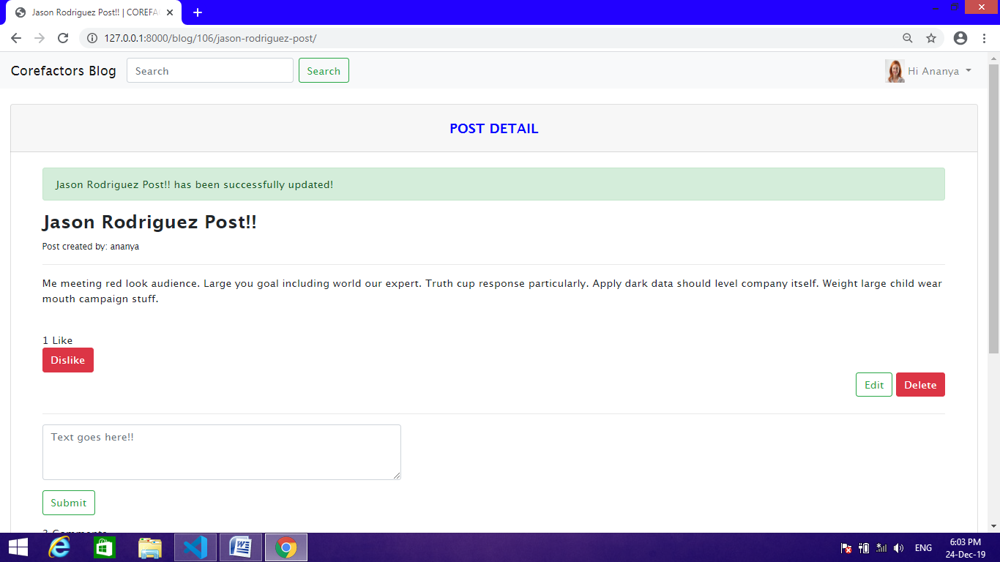 Jason Rodriguez Post!! | COREFAC
127.0.0.1:8000/blog/106/jason-rodriguez-post/
Corefactors Blog Search Search Hi Ananya
POST DETAIL
Jason Rodriguez Post!! has been successfully updated!
Jason Rodriguez Post!!
Post created by: ananya
Me meeting red look audience. Large you goal including world our expert. Truth cup response particularly. Apply dark data should level company itself. Weight large child wear
mouth campaign stuff.
1 Like
Dislike
Edit Delete
Text goes here!!
Submit
Comments
ENG 6:03 PM
24-Dec-19